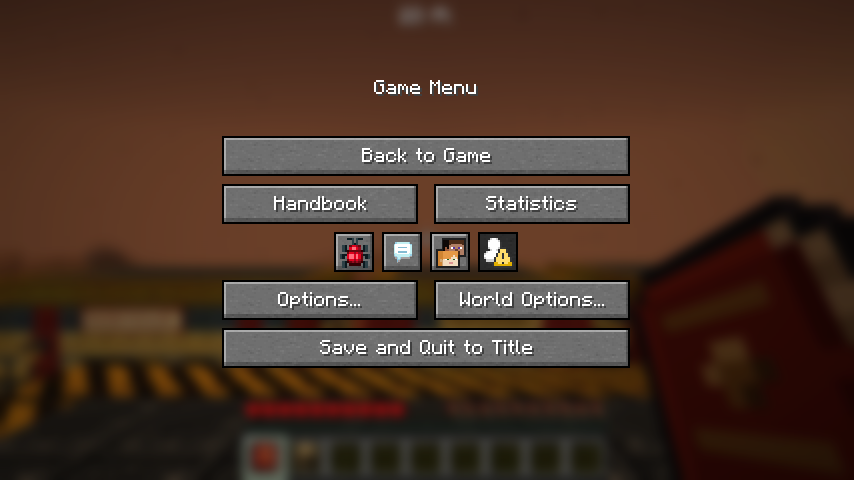 Game Menu
Back to Game
Handbook
Statistics
Options...
World Options...
Save and Quit to Title